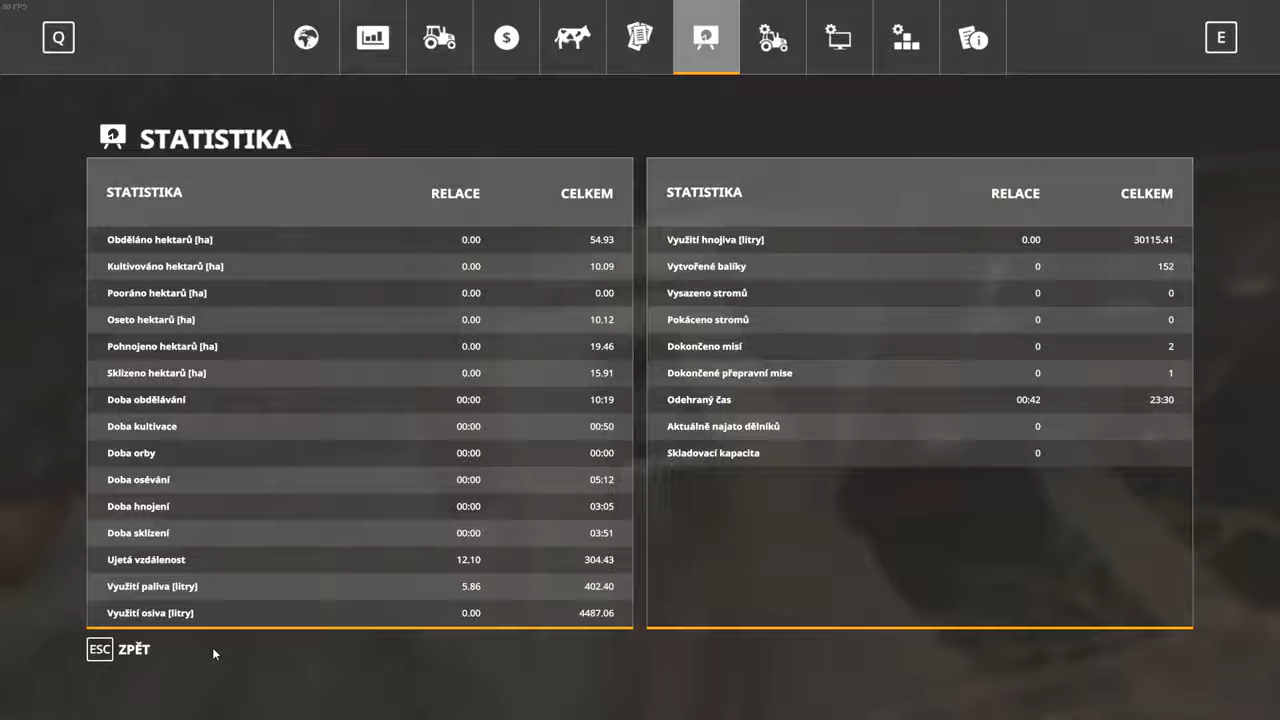 60 FPS
Q
E
STATISTIKA
STATISTIKA RELACE CELKEM
Obděláno hektarů [ha] 0.00 54.93
Kultivováno hektarů [ha] 0.00 10.09
Pooráno hektarů [ha] 0.00 0.00
Oseto hektarů [ha] 0.00 10.12
Pohnojeno hektarů [ha] 0.00 19.46
Sklizeno hektarů [ha] 0.00 15.91
Doba obdělávání 00:00 10:19
Doba kultivace 00:00 00:50
Doba orby 00:00 00:00
Doba osévání 00:00 05:12
Doba hnojení 00:00 03:05
Doba sklizení 00:00 03:51
Ujetá vzdálenost 12.10 304.43
Využití paliva [litry] 5.86 402.40
Využití osiva [litry] 0.00 4487.06
STATISTIKA RELACE CELKEM
Využití hnojiva [litry] 0.00 30115.41
Vytvořené balíky 0 152
Vysazeno stromů 0 0
Pokáceno stromů 0 0
Dokončeno misí 0 2
Dokončené přepravní mise 0 1
Odehraný čas 00:42 23:30
Aktuálně najato dělníků 0
Skladovací kapacita 0
ESC ZPĚT